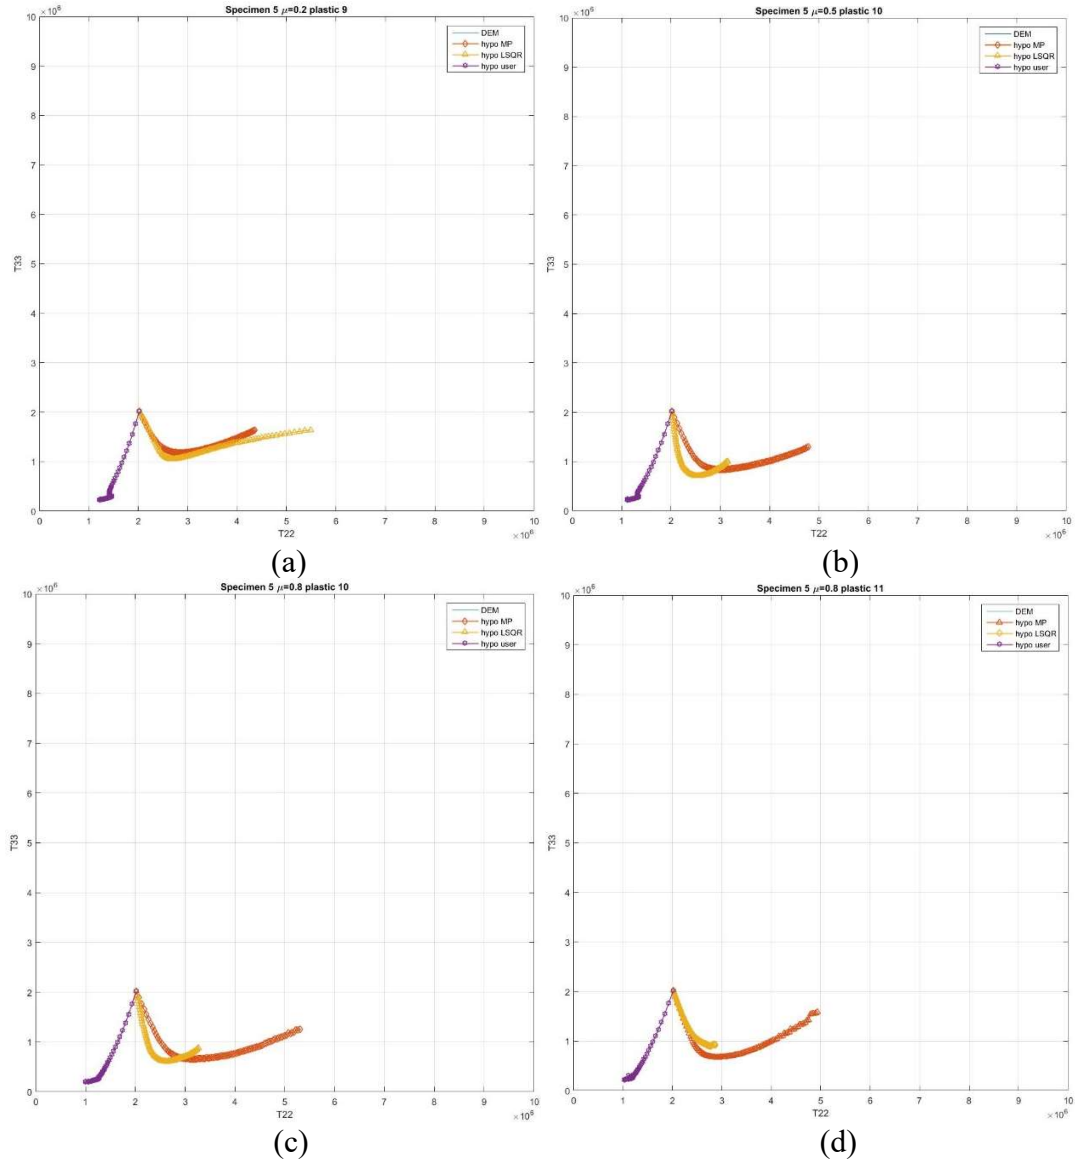 Specimen 5 μ=0.2 plastic 9
×10⁶
DEM
hypo MP
hypo LSQR
hypo user
10
9
8
7
6
5
4
3
2
1
0
T33
0 1 2 3 4 5 6 7 8 9 10
T22
×10⁶
(a)
Specimen 5 μ=0.5 plastic 10
×10⁶
DEM
hypo MP
hypo LSQR
hypo user
10
9
8
7
6
5
4
3
2
1
0
T33
0 1 2 3 4 5 6 7 8 9 10
T22
×10⁶
(b)
Specimen 5 μ=0.8 plastic 10
×10⁶
DEM
hypo MP
hypo LSQR
hypo user
10
9
8
7
6
5
4
3
2
1
0
T33
0 1 2 3 4 5 6 7 8 9 10
T22
×10⁶
(c)
Specimen 5 μ=0.8 plastic 11
×10⁶
DEM
hypo MP
hypo LSQR
hypo user
10
9
8
7
6
5
4
3
2
1
0
T33
0 1 2 3 4 5 6 7 8 9 10
T22
×10⁶
(d)